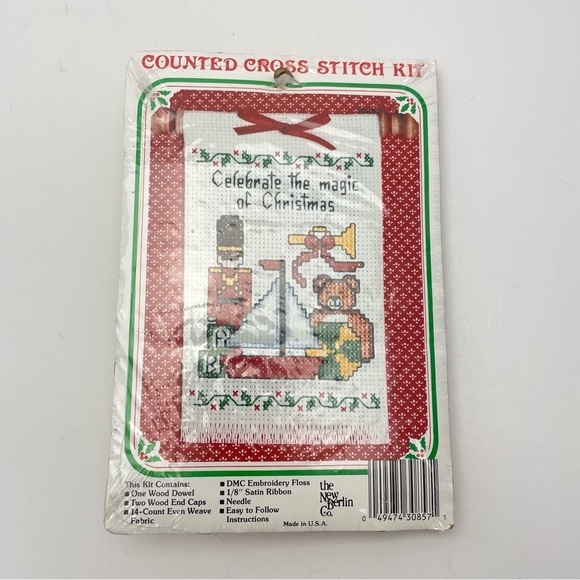 COUNTED CROSS STITCH KIT
Celebrate the magic
of Christmas
A
B
This Kit Contains:
■ One Wood Dowel
■ Two Wood End Caps
■ 14-Count Even Weave
Fabric
■ DMC Embroidery Floss
■ 1/8" Satin Ribbon
■ Needle
■ Easy to Follow
Instructions
Made in U.S.A.
the
New
Berlin
Co.
0 49474 30857 1